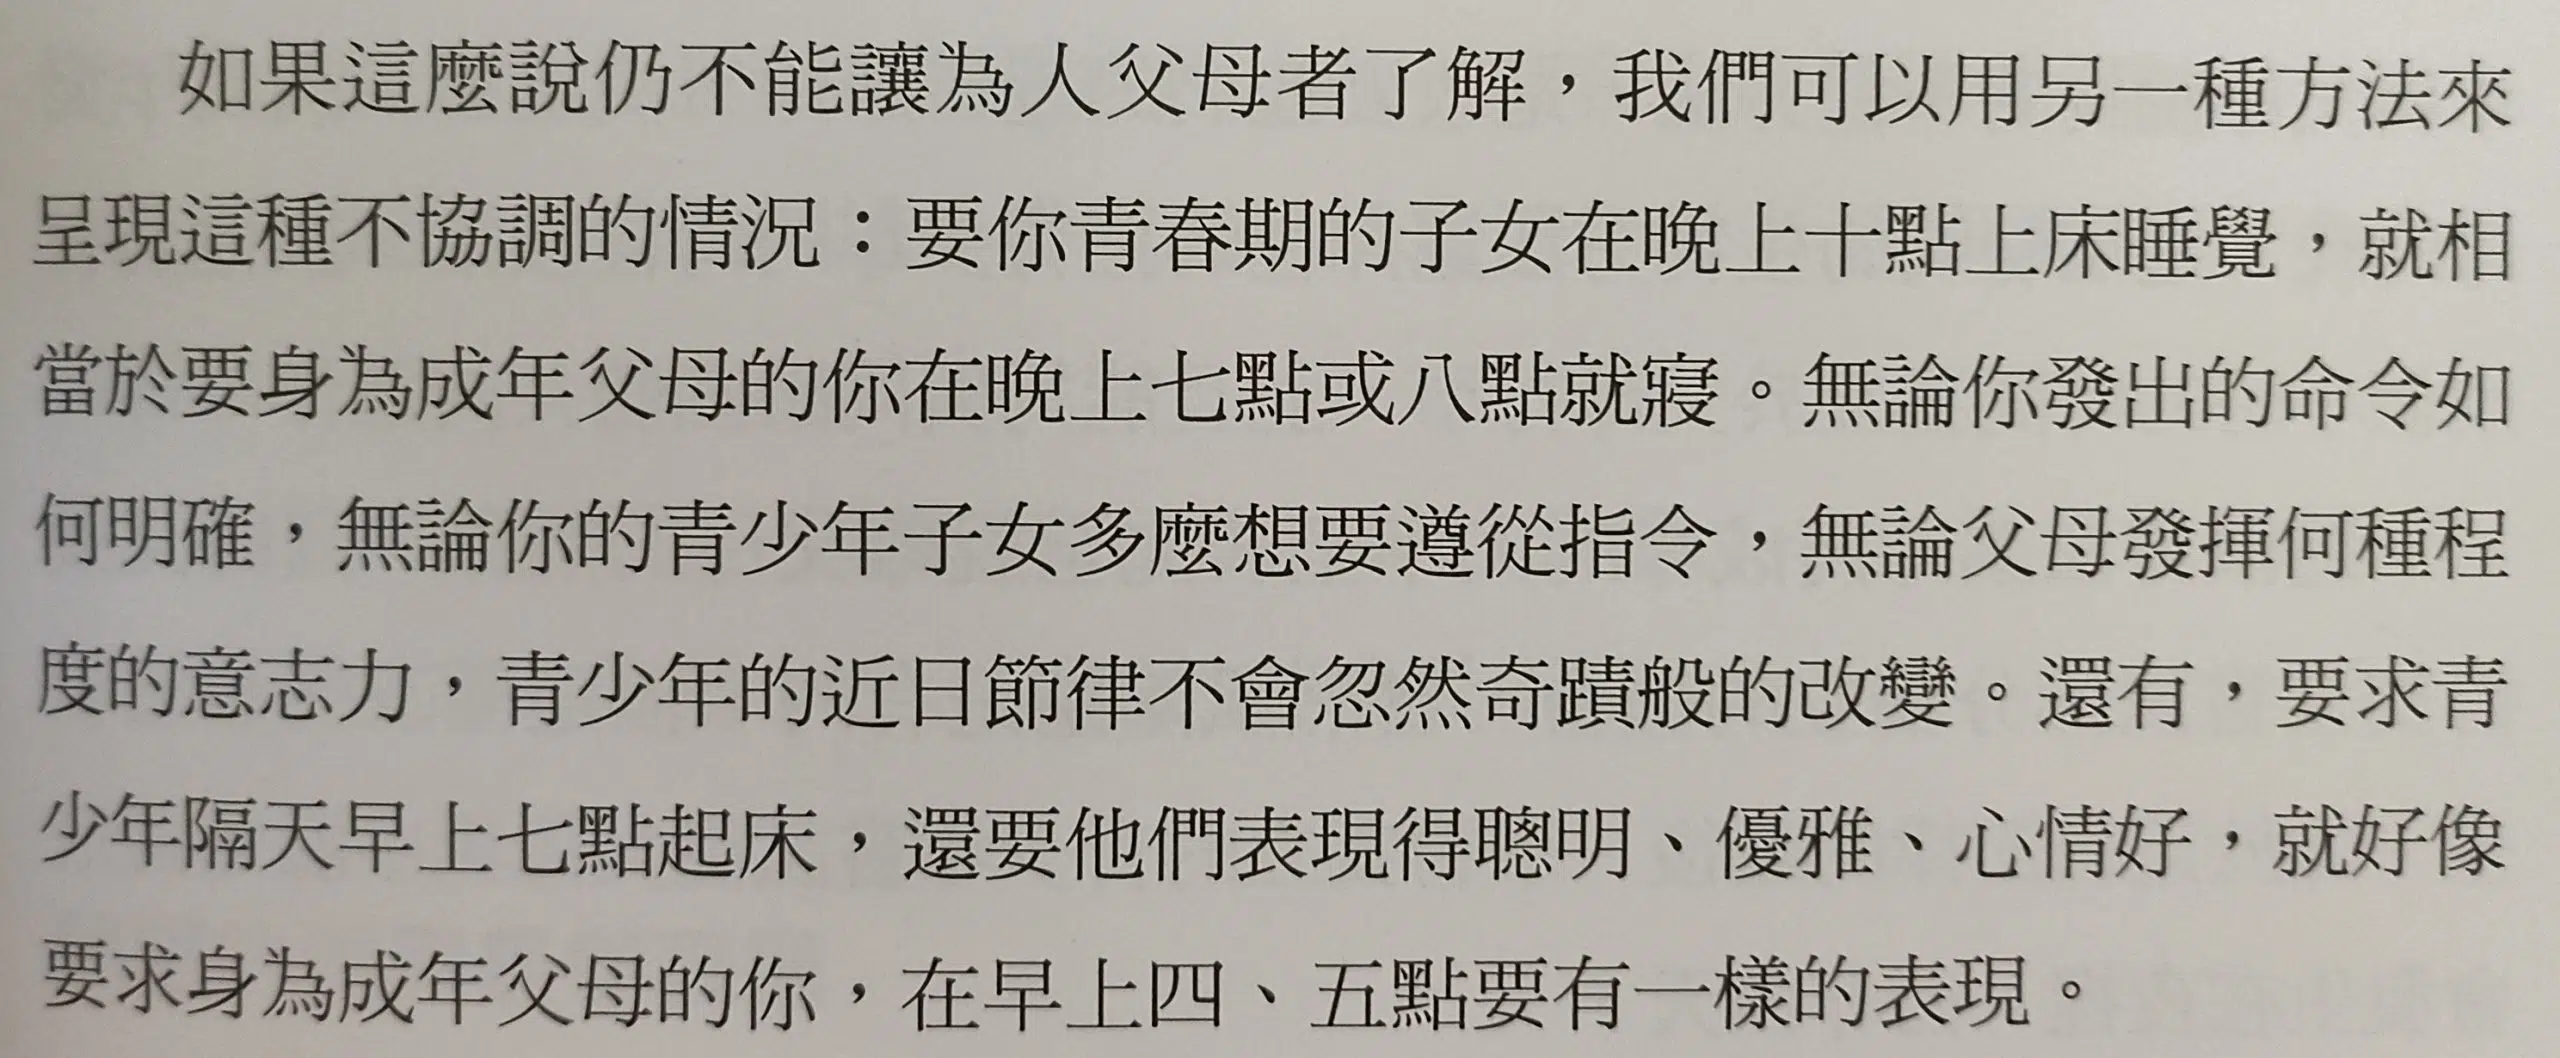 如果這麼說仍不能讓為人父母者了解，我們可以用另一種方法來
呈現這種不協調的情況：要你青春期的子女在晚上十點上床睡覺，就相
當於要身為成年父母的你在晚上七點或八點就寢。無論你發出的命令如
何明確，無論你的青少年子女多麼想要遵從指令，無論父母發揮何種程
度的意志力，青少年的近日節律不會忽然奇蹟般的改變。還有，要求青
少年隔天早上七點起床，還要他們表現得聰明、優雅、心情好，就好像
要求身為成年父母的你，在早上四、五點要有一樣的表現。